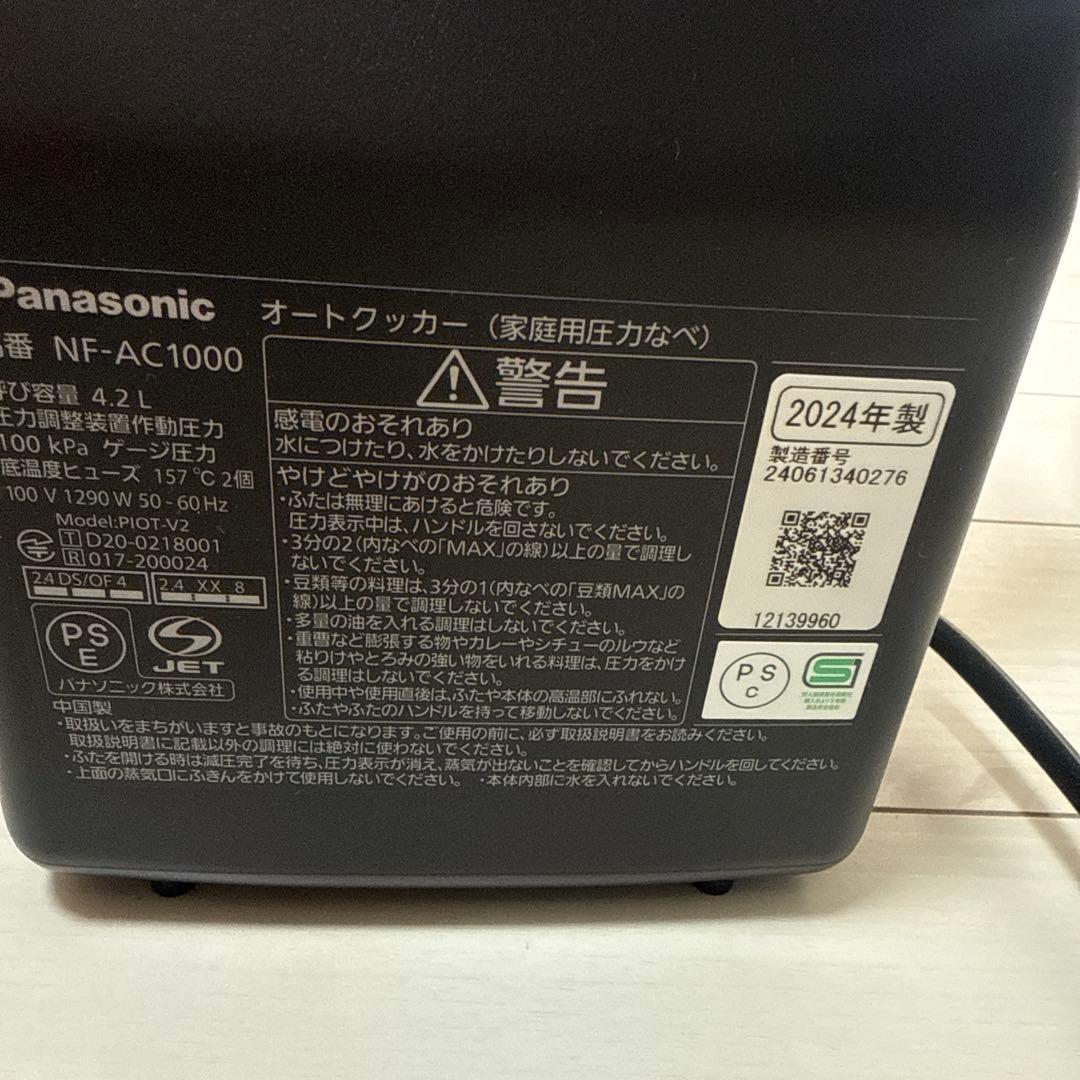 Panasonic オートクッカー（家庭用圧力なべ）
品番 NF-AC1000
呼び容量 4.2 L
圧力調整装置作動圧力
100 kPa ゲージ圧力
低温度ヒューズ 157 ℃ 2個
100 V 1290 W 50 - 60 Hz
Model:PIOT-V2
T D20-0218001
R 017-200024
2.4 DS/OF 4
2.4 XX 8
PS
E
JET
パナソニック株式会社
中国製
警告
感電のおそれあり
水につけたり、水をかけたりしないでください。
やけどやけがのおそれあり
・ふたは無理にあけると危険です。
圧力表示中は、ハンドルを回さないでください。
・3分の2(内なべの「MAX」の線)以上の量で調理し
ないでください。
・豆類等の料理は、3分の1(内なべの「豆類MAX」の
線)以上の量で調理しないでください。
・多量の油を入れる調理はしないでください。
・重曹など膨張する物やカレーやシチューのルウなど
粘りけやとろみの強い物をいれる料理は、圧力をかけ
る調理はしないでください。
・使用中や使用直後は、ふたや本体の高温部にふれない。
・ふたやふたのハンドルを持って移動しないでください。
2024年製
製造番号
24061340276
12139960
PS
C
・取扱いをまちがいますと事故のもとになります。ご使用の前に、必ず取扱説明書をお読みください。
取扱説明書に記載以外の調理には絶対に使わないでください。
・ふたを開ける時は減圧完了を待ち、圧力表示が消え、蒸気が出ないことを確認してからハンドルを回してください。
・上面の蒸気口にふきんをかけて使用しないでください。 ・本体内部に水を入れないでください。